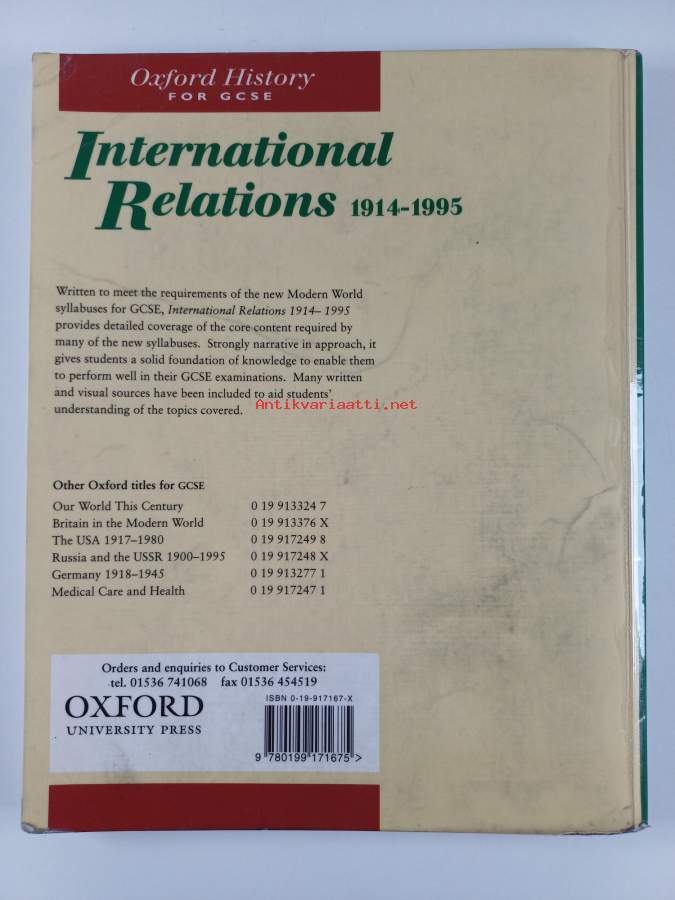 Oxford History
FOR GCSE
International
Relations 1914-1995
Written to meet the requirements of the new Modern World
syllabuses for GCSE, International Relations 1914– 1995
provides detailed coverage of the core content required by
many of the new syllabuses. Strongly narrative in approach, it
gives students a solid foundation of knowledge to enable them
to perform well in their GCSE examinations. Many written
and visual sources have been included to aid students'
understanding of the topics covered.
Antikvariaatti.net
Other Oxford titles for GCSE
Our World This Century 0 19 913324 7
Britain in the Modern World 0 19 913376 X
The USA 1917–1980 0 19 917249 8
Russia and the USSR 1900–1995 0 19 917248 X
Germany 1918–1945 0 19 913277 1
Medical Care and Health 0 19 917247 1
Orders and enquiries to Customer Services:
tel. 01536 741068 fax 01536 454519
OXFORD
UNIVERSITY PRESS
ISBN 0-19-917167-X
9 780199 171675 >